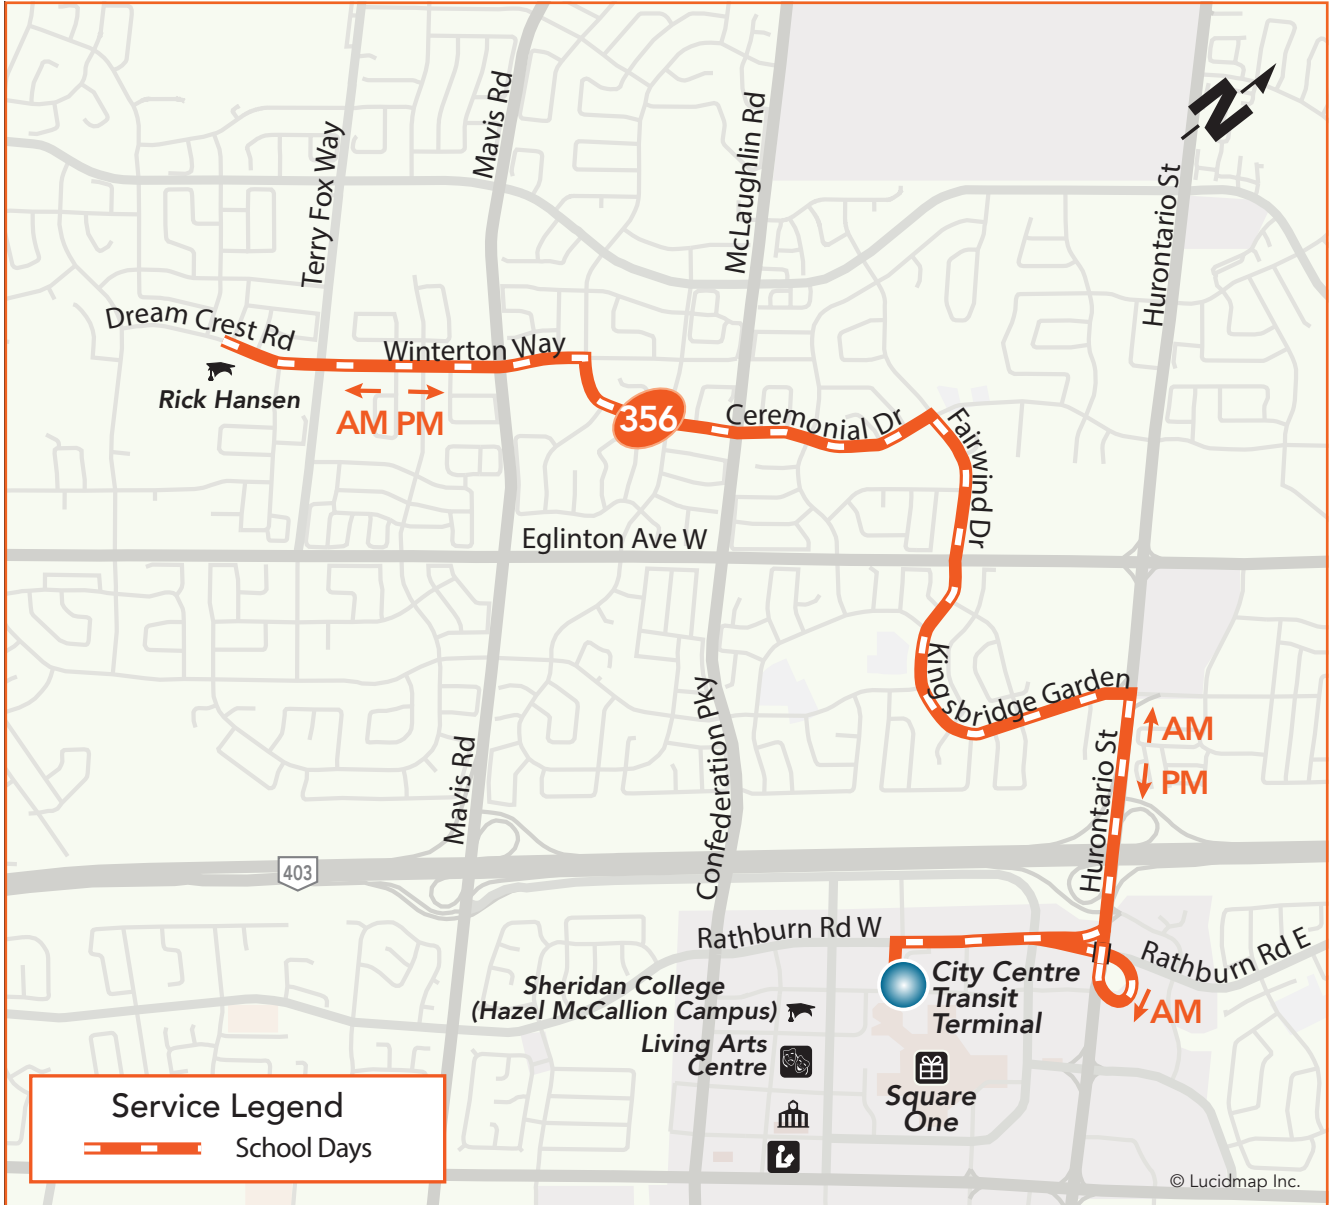 Mavis Rd
McLaughlin Rd
N
Terry Fox Way
Hurontario St
Dream Crest Rd
Winterton Way
Rick Hansen
AM PM
356
Ceremonial Dr
Fairwind Dr
Eglinton Ave W
Kingsbridge Garden
Confederation Pky
AM
PM
Mavis Rd
Hurontario St
403
Rathburn Rd W
Rathburn Rd E
City Centre
Transit
Terminal
AM
Sheridan College
(Hazel McCallion Campus)
Living Arts
Centre
Square
One
Service Legend
School Days
© Lucidmap Inc.